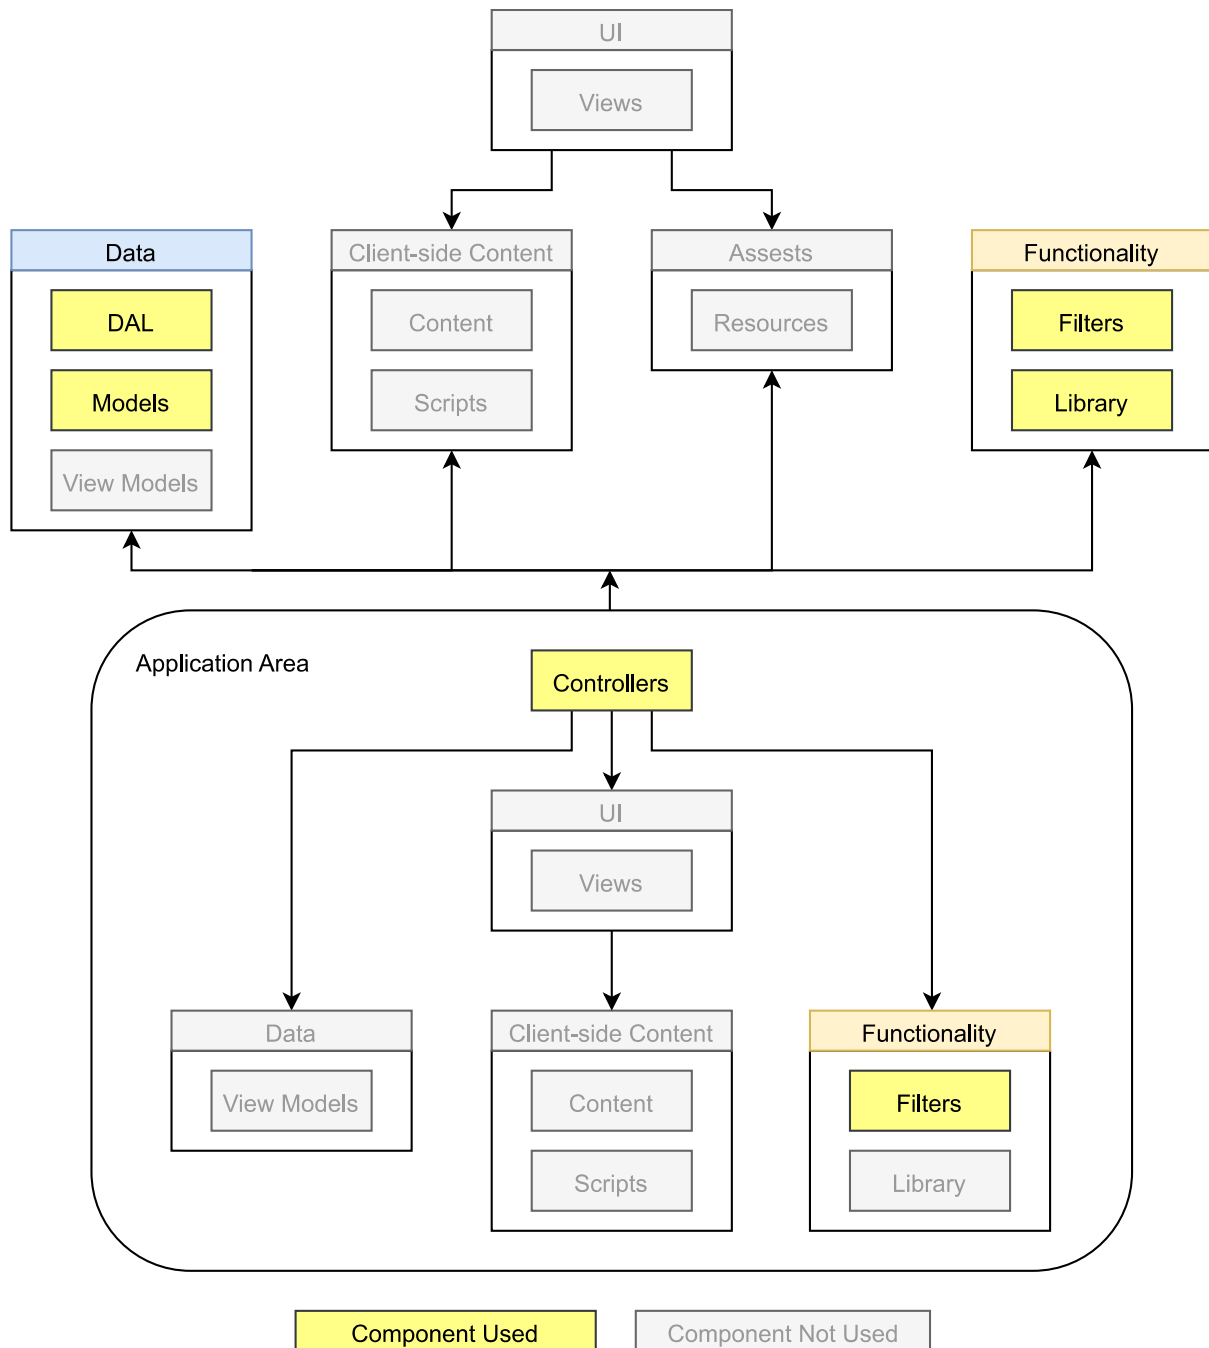 UI
Views
Data
DAL
Models
View Models
Client-side Content
Content
Scripts
Assests
Resources
Functionality
Filters
Library
Application Area
Controllers
UI
Views
Data
View Models
Client-side Content
Content
Scripts
Functionality
Filters
Library
Component Used
Component Not Used